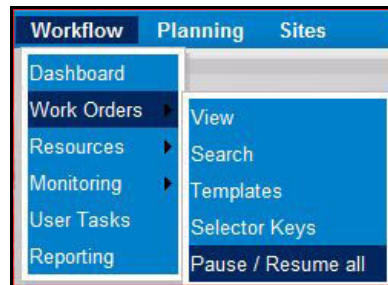 Workflow Planning Sites
Dashboard
Work Orders
Resources
Monitoring
User Tasks
Reporting
View
Search
Templates
Selector Keys
Pause / Resume all